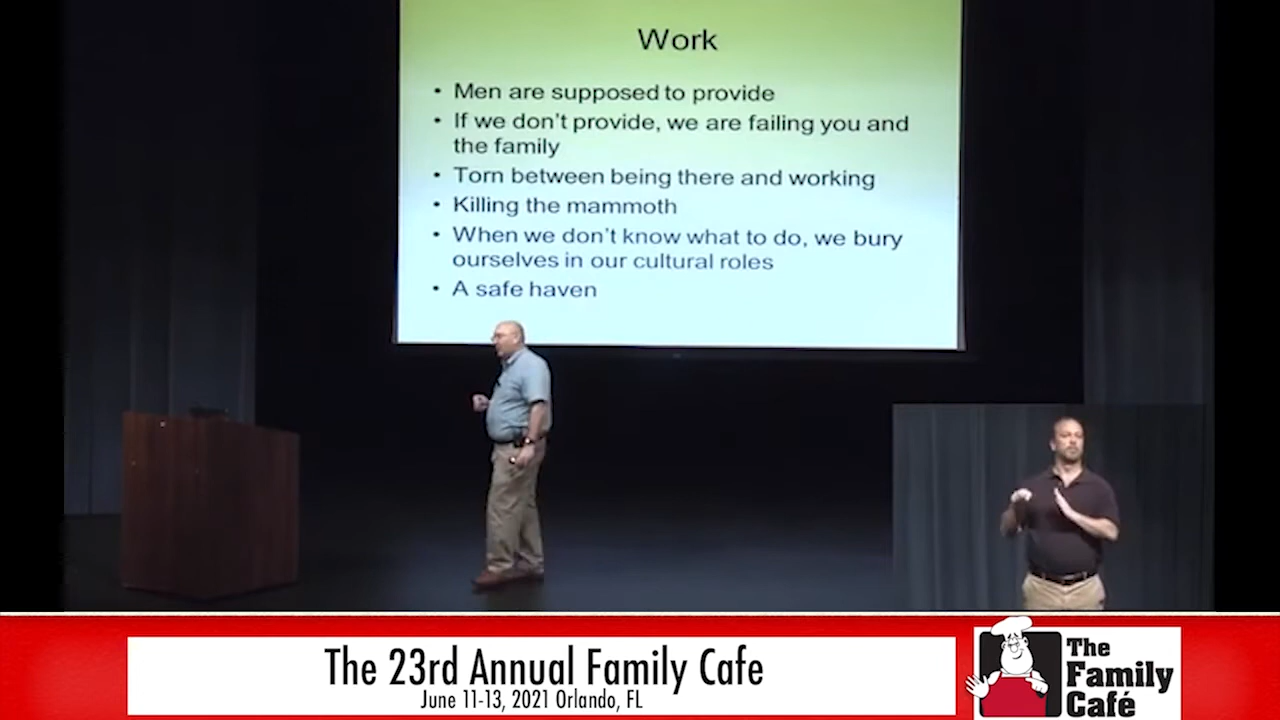 Work
• Men are supposed to provide
• If we don't provide, we are failing you and
the family
• Torn between being there and working
• Killing the mammoth
• When we don't know what to do, we bury
ourselves in our cultural roles
• A safe haven
The 23rd Annual Family Cafe
June 11-13, 2021 Orlando, FL
The
Family
Café